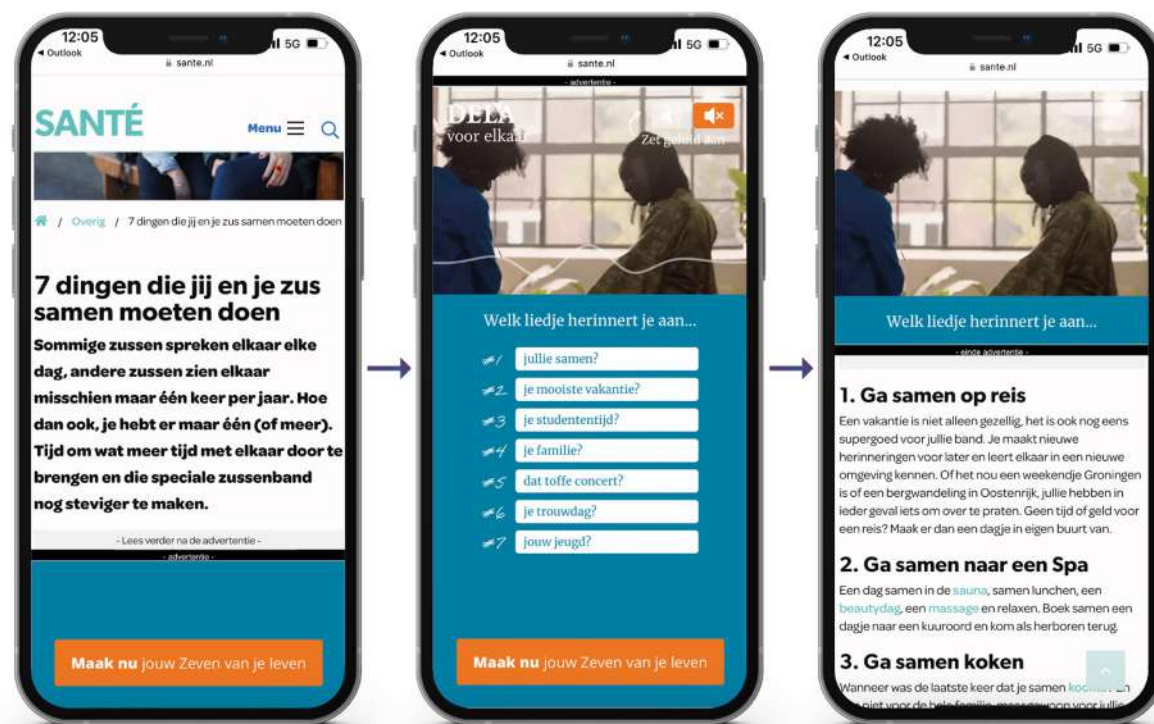 12:05
5G
◄ Outlook
sante.nl
SANTÉ
Menu
/ Overig / 7 dingen die jij en je zus samen moeten doen
7 dingen die jij en je zus
samen moeten doen
Sommige zussen spreken elkaar elke
dag, andere zussen zien elkaar
misschien maar één keer per jaar. Hoe
dan ook, je hebt er maar één (of meer).
Tijd om wat meer tijd met elkaar door te
brengen en die speciale zussenband
nog steviger te maken.
- Lees verder na de advertentie -
- advertentie -
Maak nu jouw Zeven van je leven
12:05
5G
◄ Outlook
sante.nl
- advertentie -
DELA
voor elkaar
Zet geluid aan
Welk liedje herinnert je aan...
#1 jullie samen?
#2 je mooiste vakantie?
#3 je studententijd?
#4 je familie?
#5 dat toffe concert?
#6 je trouwdag?
#7 jouw jeugd?
Maak nu jouw Zeven van je leven
12:05
5G
◄ Outlook
sante.nl
Welk liedje herinnert je aan...
- einde advertentie -
1. Ga samen op reis
Een vakantie is niet alleen gezellig, het is ook nog eens
supergoed voor jullie band. Je maakt nieuwe
herinneringen voor later en leert elkaar in een nieuwe
omgeving kennen. Of het nou een weekendje Groningen
is of een bergwandeling in Oostenrijk, jullie hebben in
ieder geval iets om over te praten. Geen tijd of geld voor
een reis? Maak er dan een dagje in eigen buurt van.
2. Ga samen naar een Spa
Een dag samen in de sauna, samen lunchen, een
beautydag, een massage en relaxen. Boek samen een
dagje naar een kuuroord en kom als herboren terug.
3. Ga samen koken
Wanneer was de laatste keer dat je samen
niet voor de hele familie, maar gewoon voor jullie